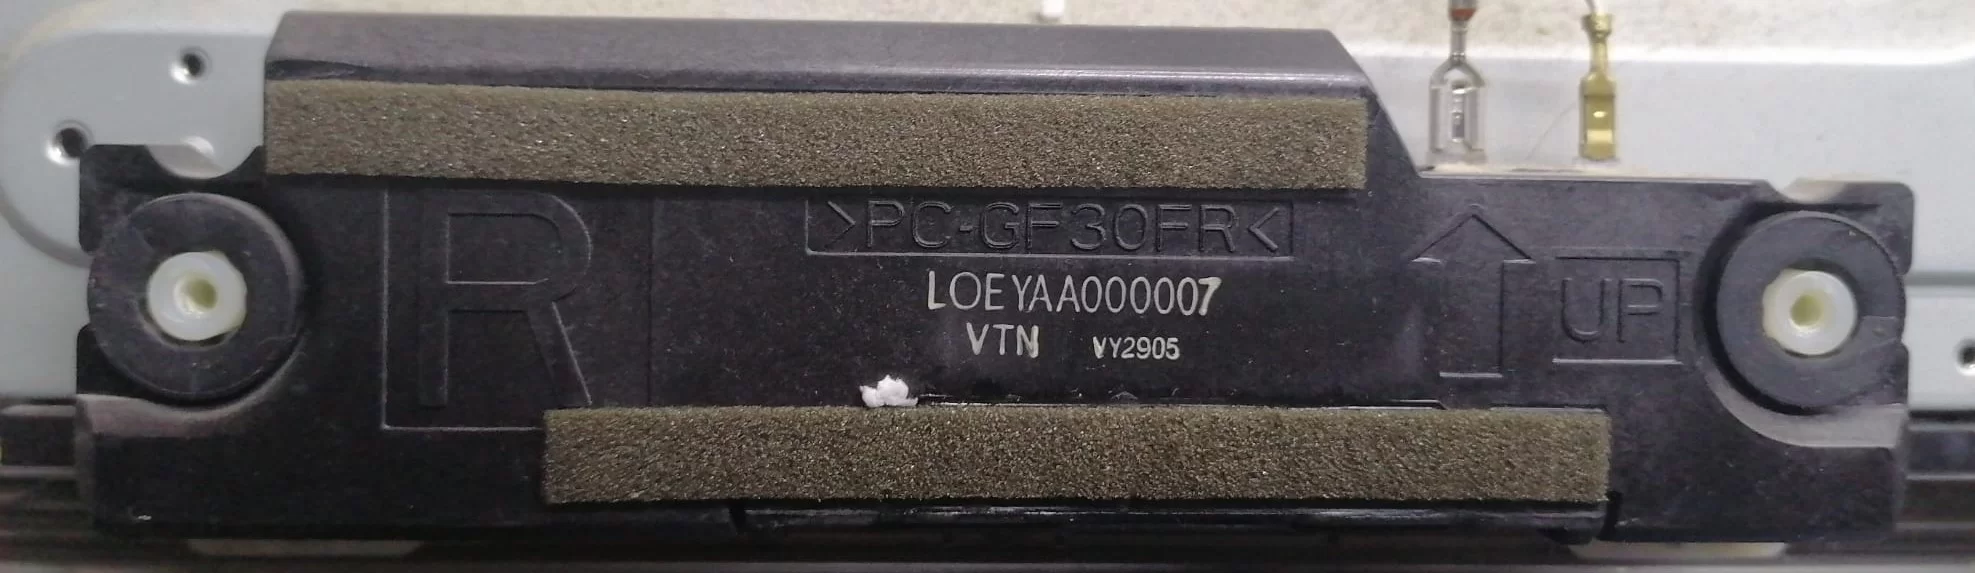 R
>PC-GF30FR<
LOEYAA000007
VTN VY2905
UP